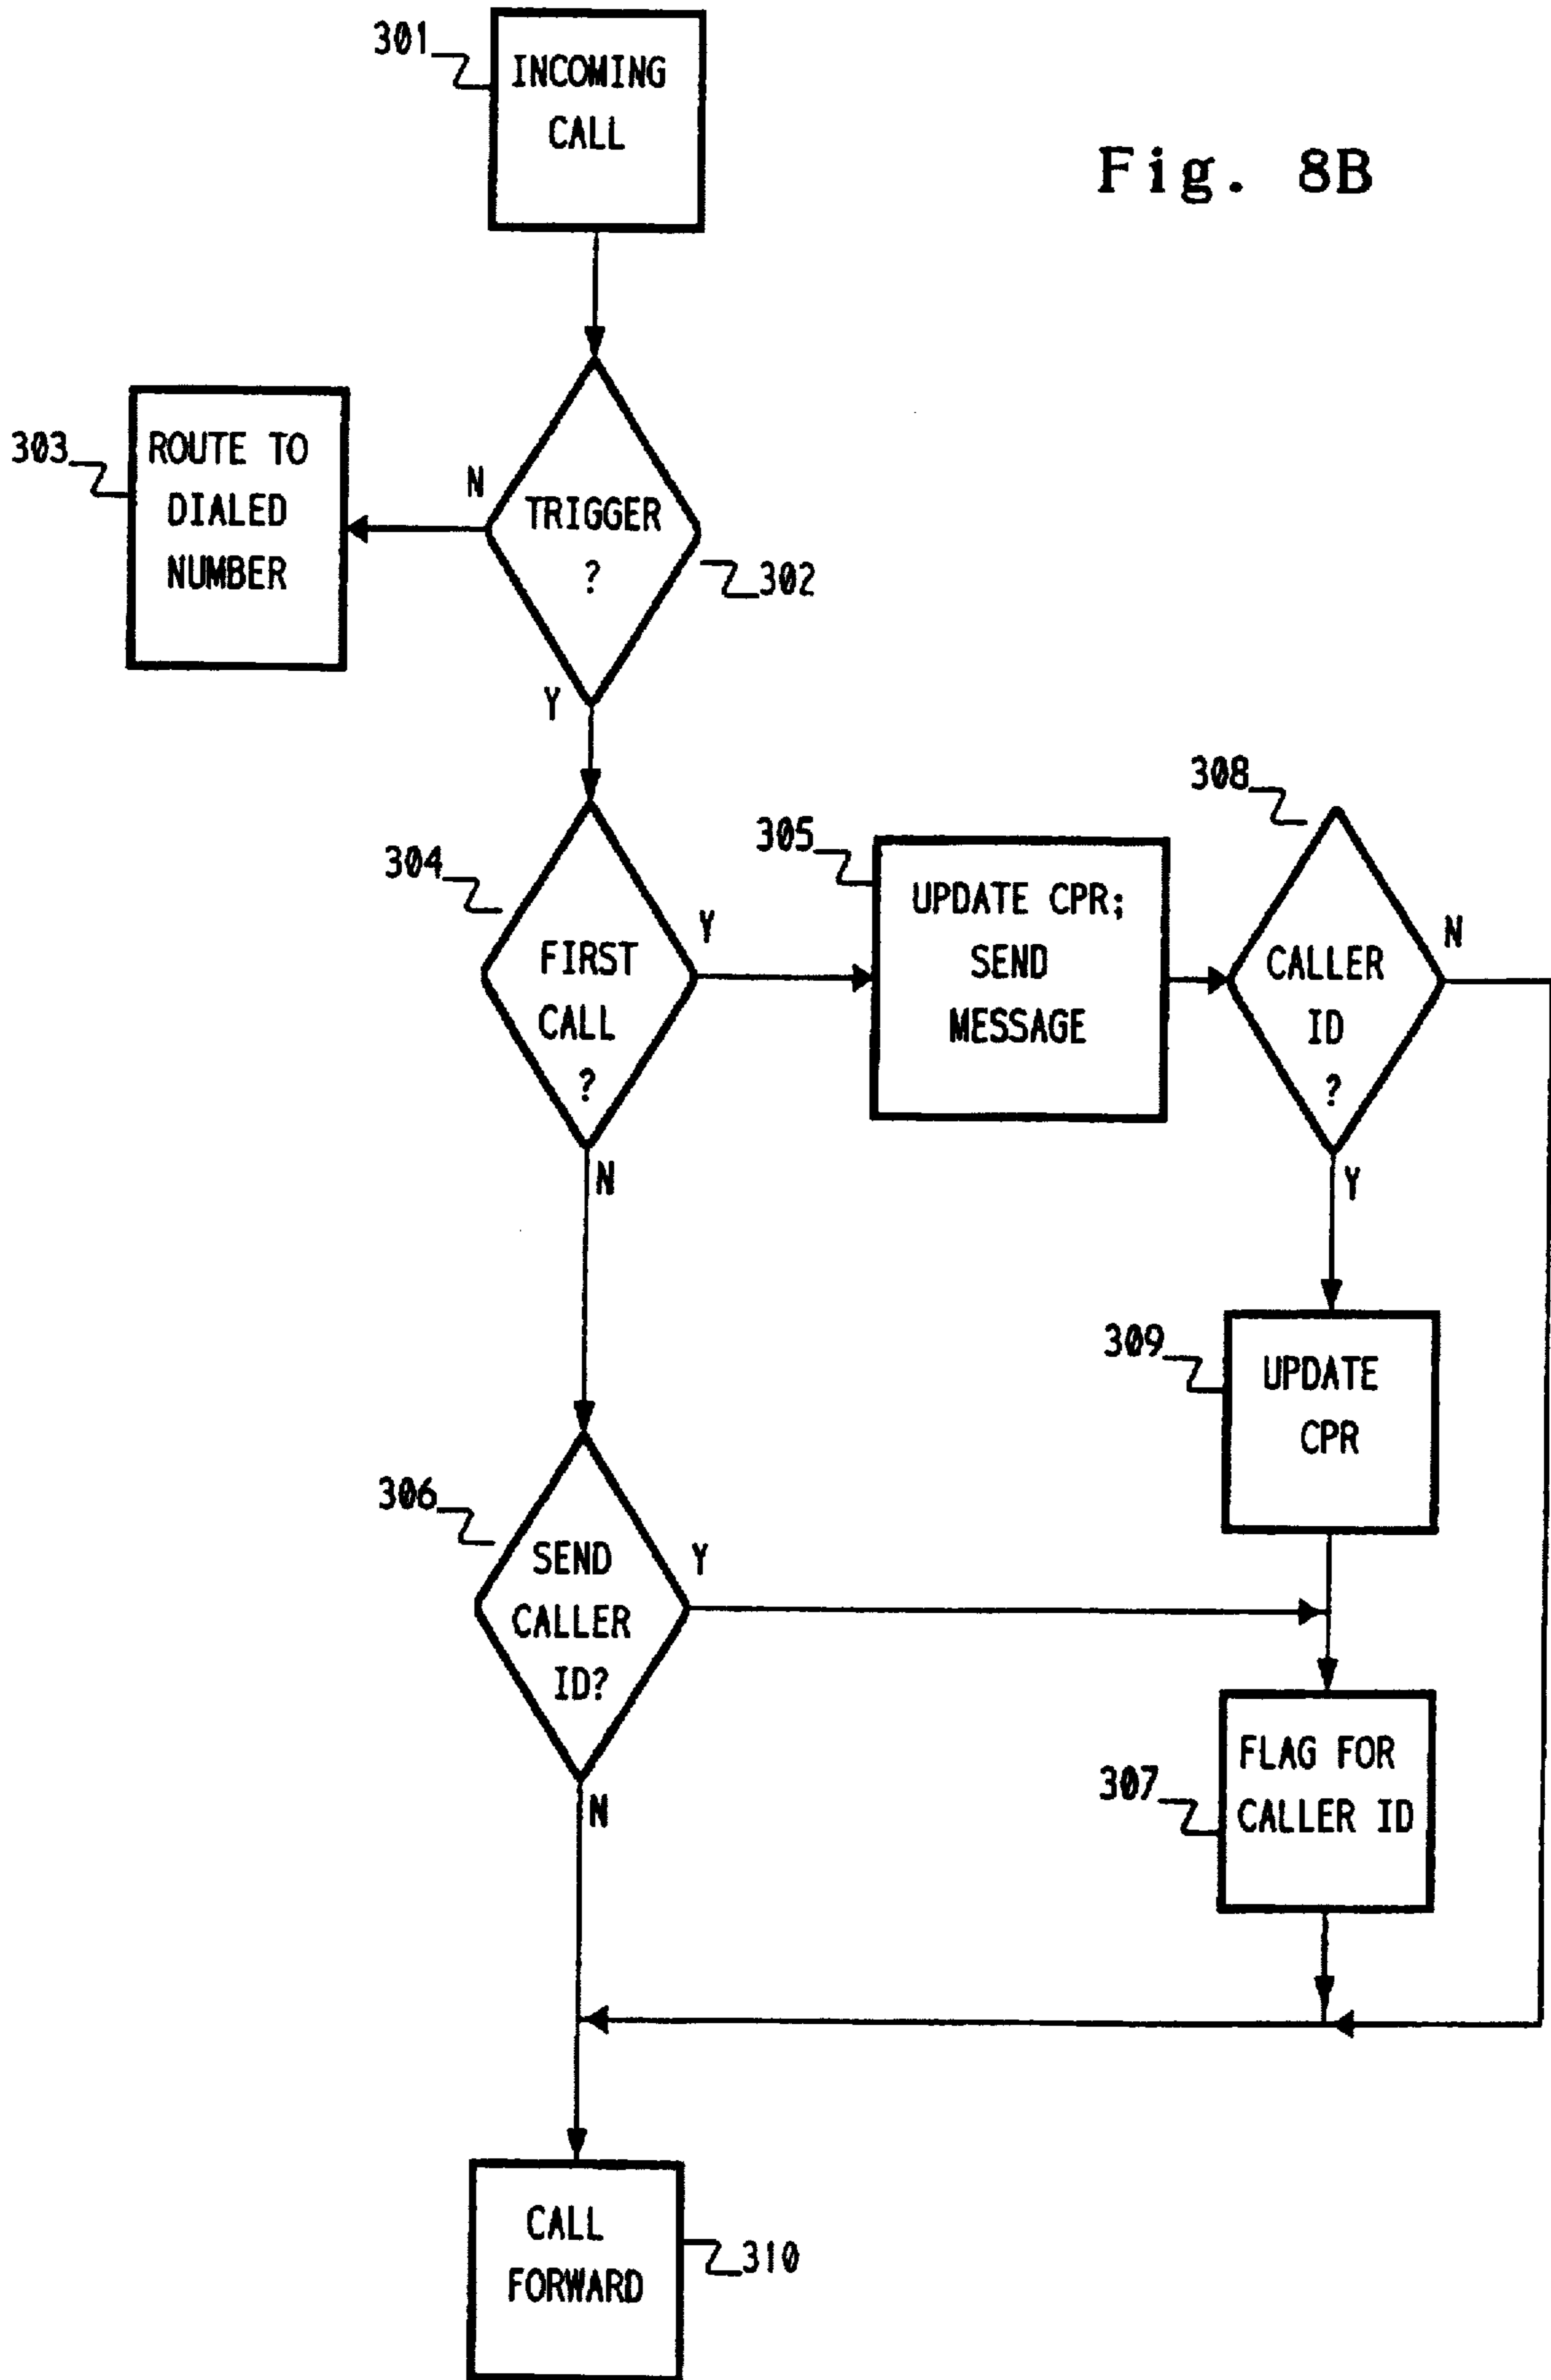 301
INCOMING
CALL
Fig. 8B
303
ROUTE TO
DIALED
NUMBER
N
TRIGGER
?
302
Y
304
FIRST
CALL
?
Y
N
305
UPDATE CPR;
SEND
MESSAGE
308
CALLER
ID
?
N
Y
309
UPDATE
CPR
306
SEND
CALLER
ID?
Y
N
307
FLAG FOR
CALLER ID
CALL
FORWARD
310